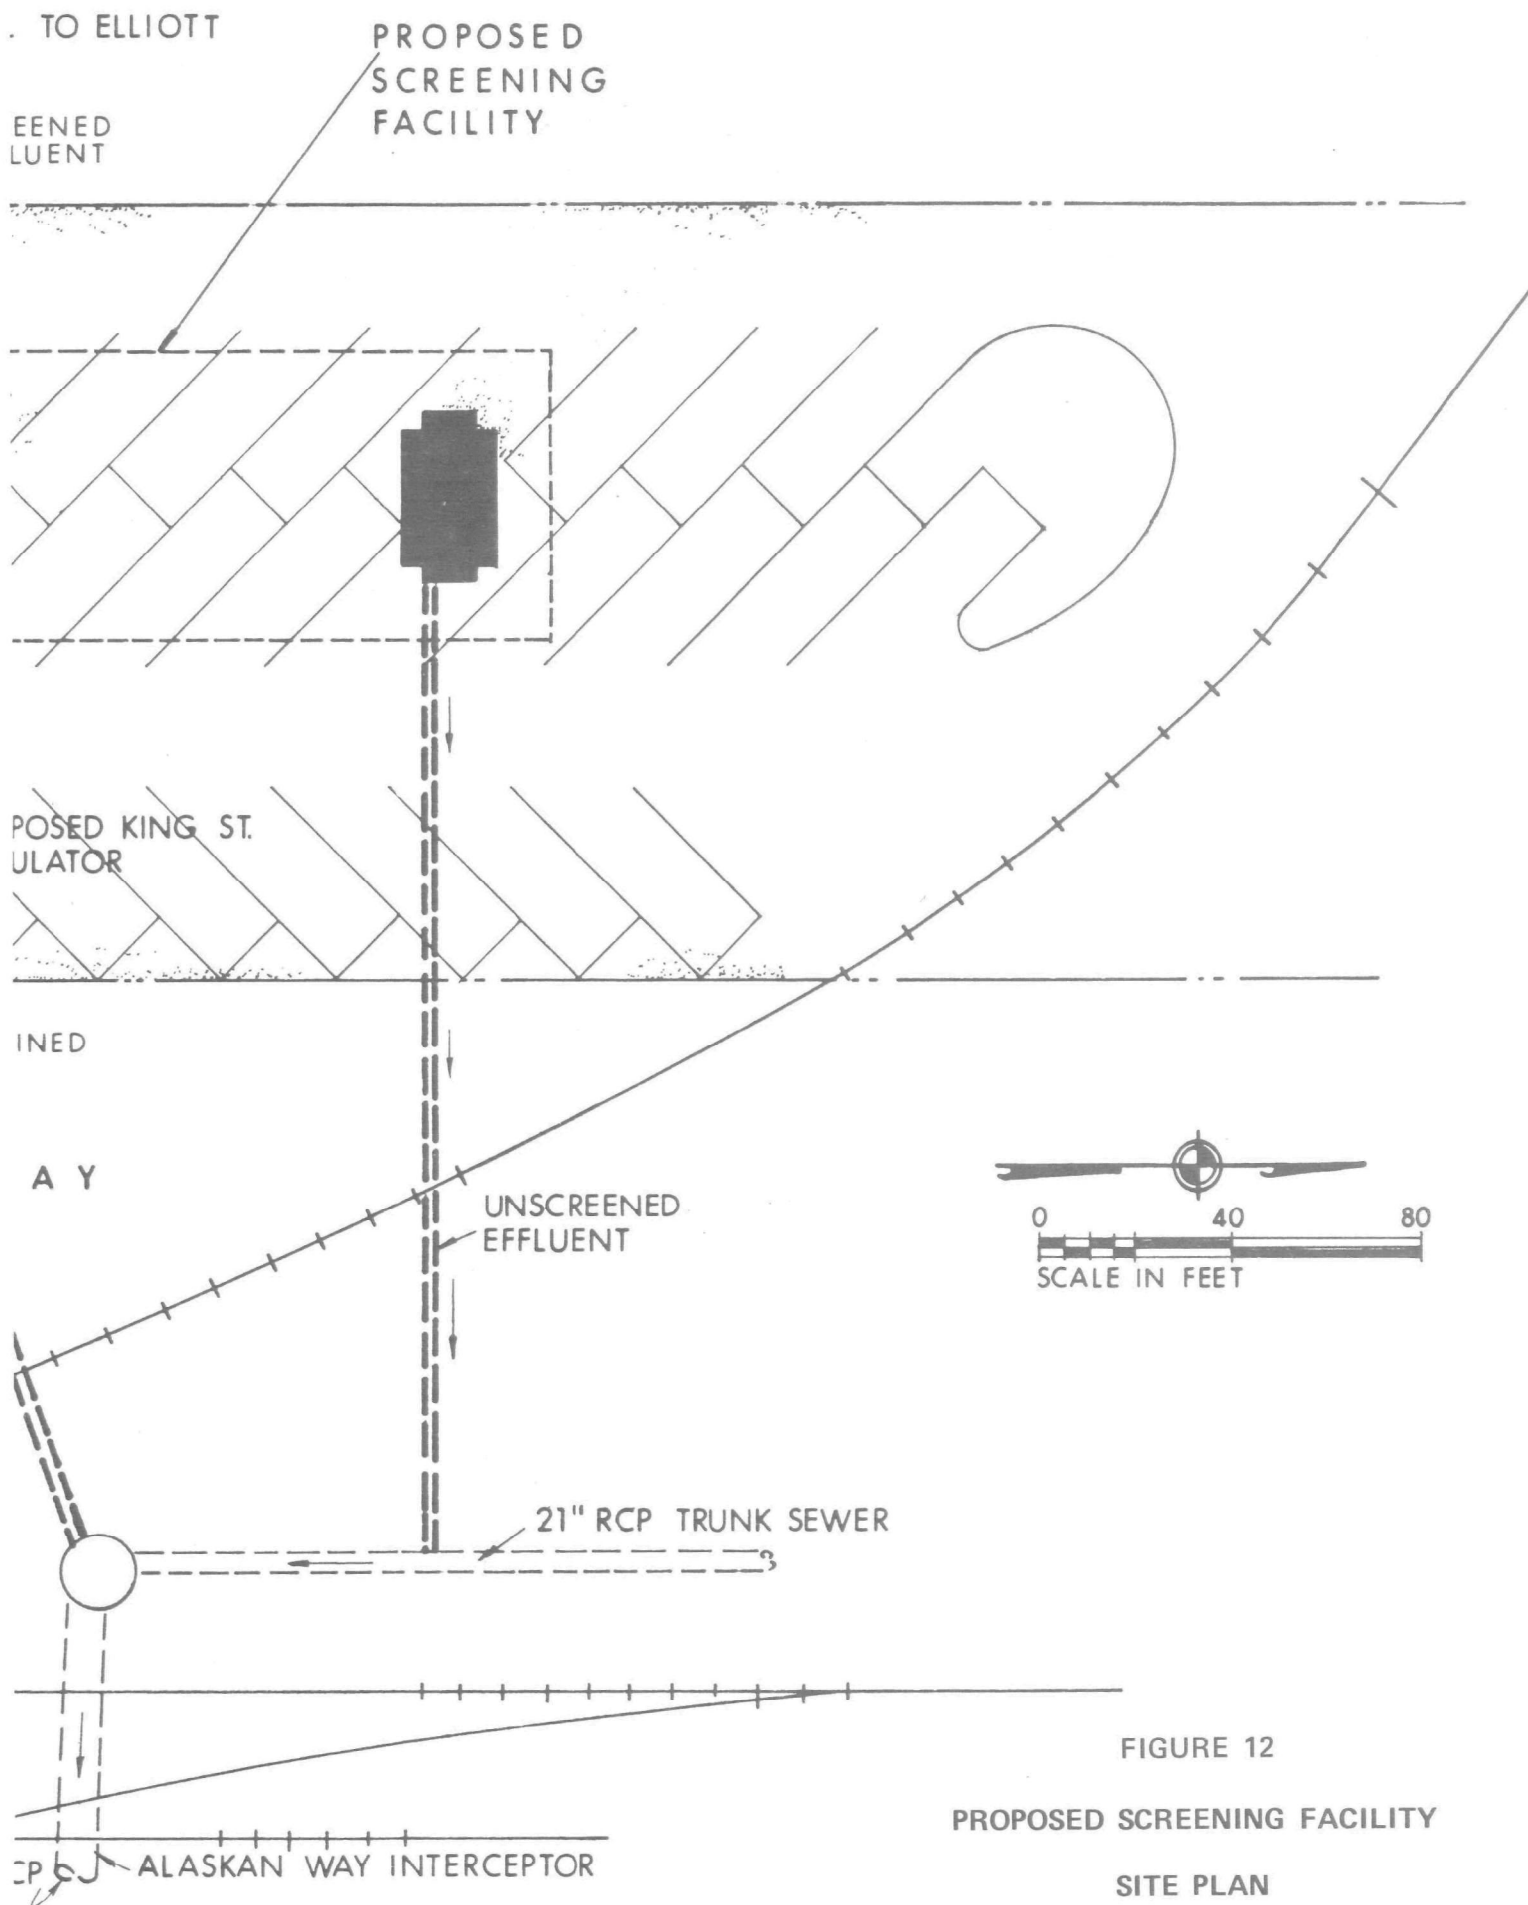 . TO ELLIOTT
PROPOSED
SCREENING
FACILITY
EENED
LUENT
POSED KING ST.
ULATOR
INED
A Y
UNSCREENED
EFFLUENT
0 40 80
SCALE IN FEET
21" RCP TRUNK SEWER
CP
ALASKAN WAY INTERCEPTOR
FIGURE 12
PROPOSED SCREENING FACILITY
SITE PLAN